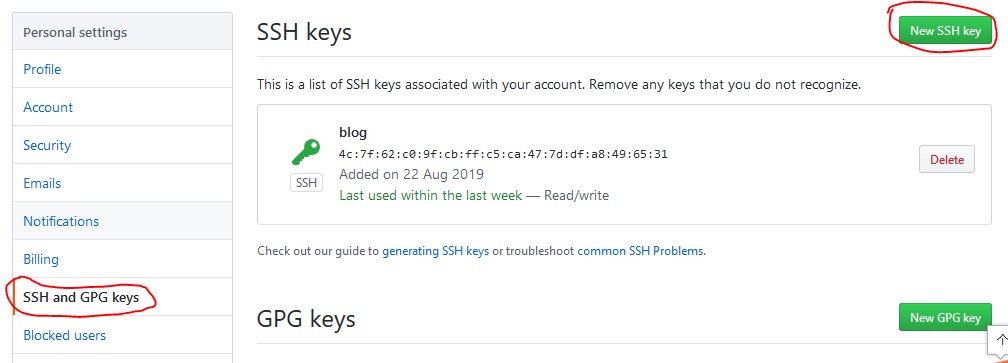 Personal settings
Profile
Account
Security
Emails
Notifications
Billing
SSH and GPG keys
Blocked users
SSH keys
New SSH key
This is a list of SSH keys associated with your account. Remove any keys that you do not recognize.
blog
4c:7f:62:c0:9f:cb:ff:c5:ca:47:7d:df:a8:49:65:31
Added on 22 Aug 2019
Last used within the last week — Read/write
SSH
Delete
Check out our guide to generating SSH keys or troubleshoot common SSH Problems.
GPG keys
New GPG key